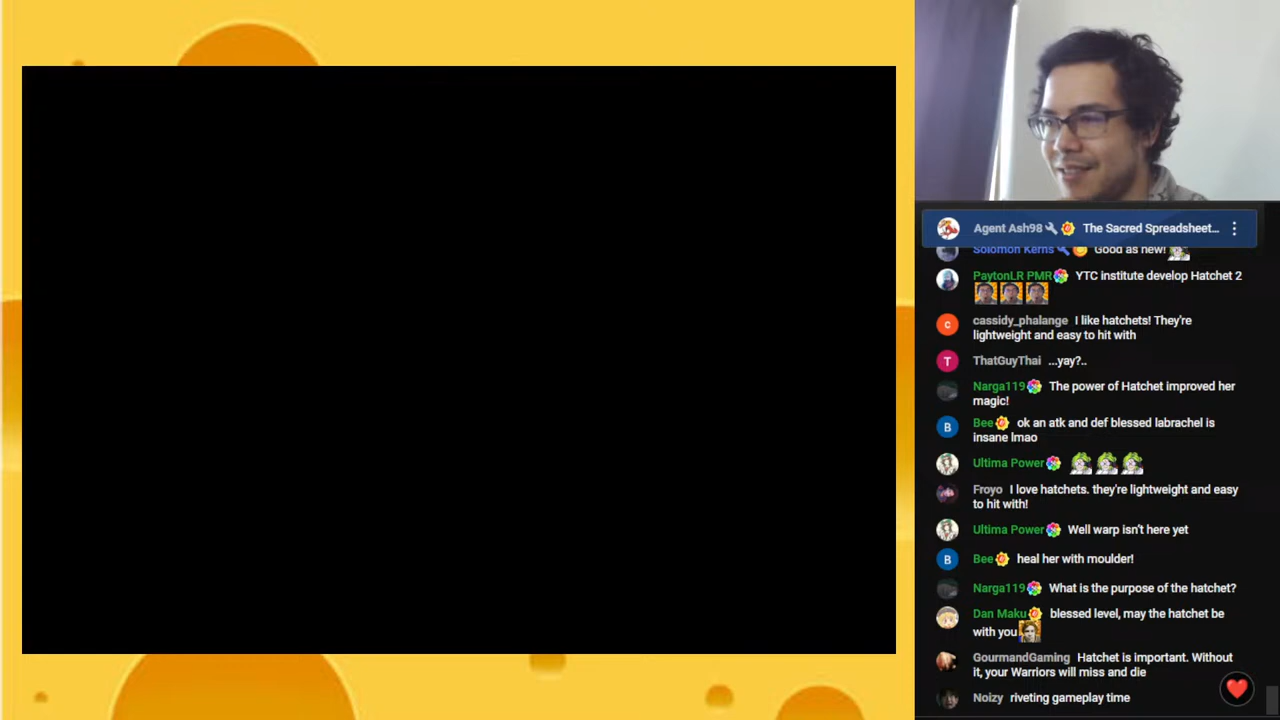 Agent Ash98 The Sacred Spreadsheet...
Solomon Kerns Good as new!
PaytonLR PMR YTC institute develop Hatchet 2
cassidy_phalange I like hatchets! They're
lightweight and easy to hit with
T ThatGuyThai ...yay?..
Narga119 The power of Hatchet improved her
magic!
B Bee ok an atk and def blessed labrachel is
insane lmao
Ultima Power
Froyo I love hatchets. they're lightweight and easy
to hit with!
Ultima Power Well warp isn't here yet
B Bee heal her with moulder!
Narga119 What is the purpose of the hatchet?
Dan Maku blessed level, may the hatchet be
with you
GourmandGaming Hatchet is important. Without
it, your Warriors will miss and die
Noizy riveting gameplay time